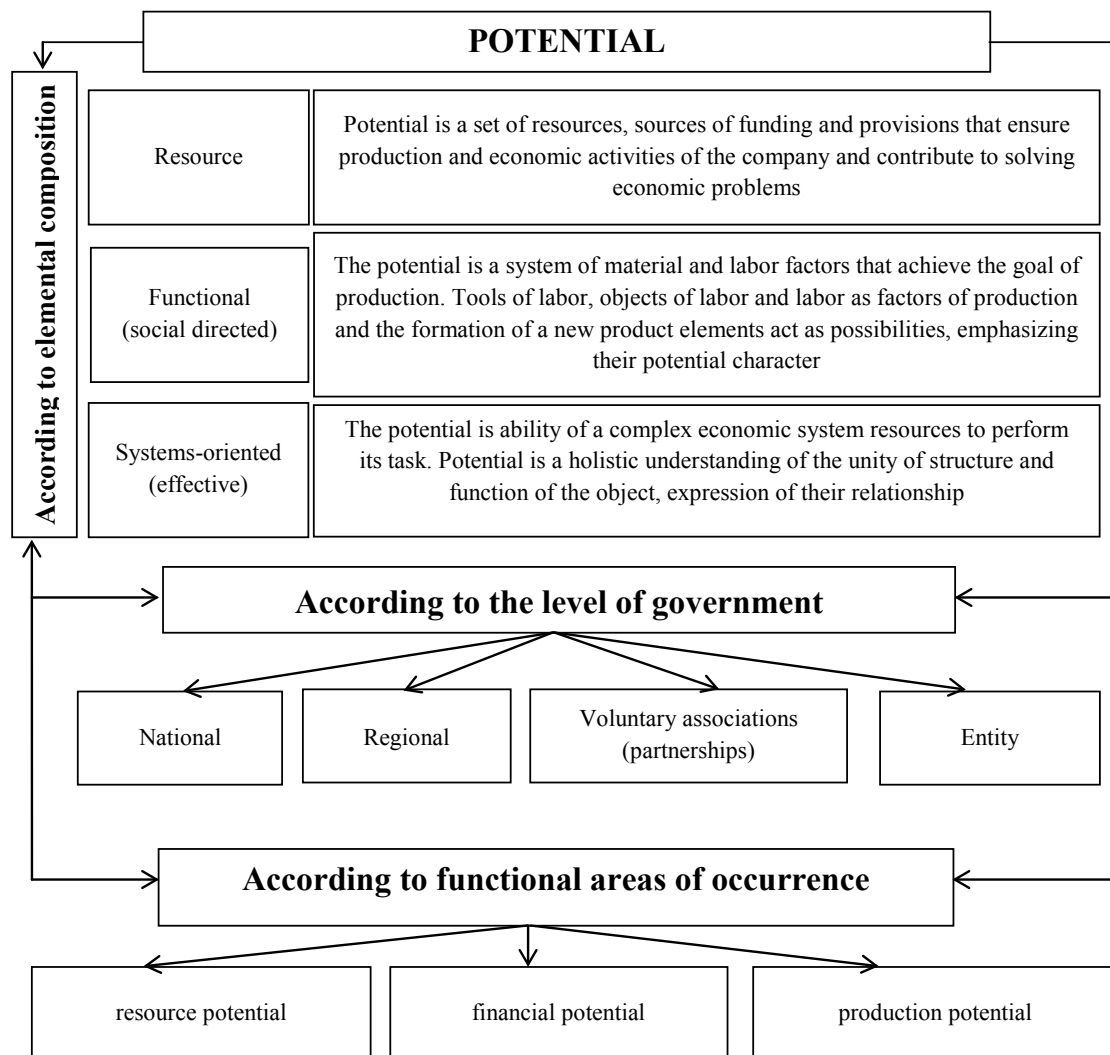 POTENTIAL
According to elemental composition
Resource
Potential is a set of resources, sources of funding and provisions that ensure
production and economic activities of the company and contribute to solving
economic problems
Functional
(social directed)
The potential is a system of material and labor factors that achieve the goal of
production. Tools of labor, objects of labor and labor as factors of production
and the formation of a new product elements act as possibilities, emphasizing
their potential character
Systems-oriented
(effective)
The potential is ability of a complex economic system resources to perform
its task. Potential is a holistic understanding of the unity of structure and
function of the object, expression of their relationship
According to the level of government
National
Regional
Voluntary associations
(partnerships)
Entity
According to functional areas of occurrence
resource potential
financial potential
production potential